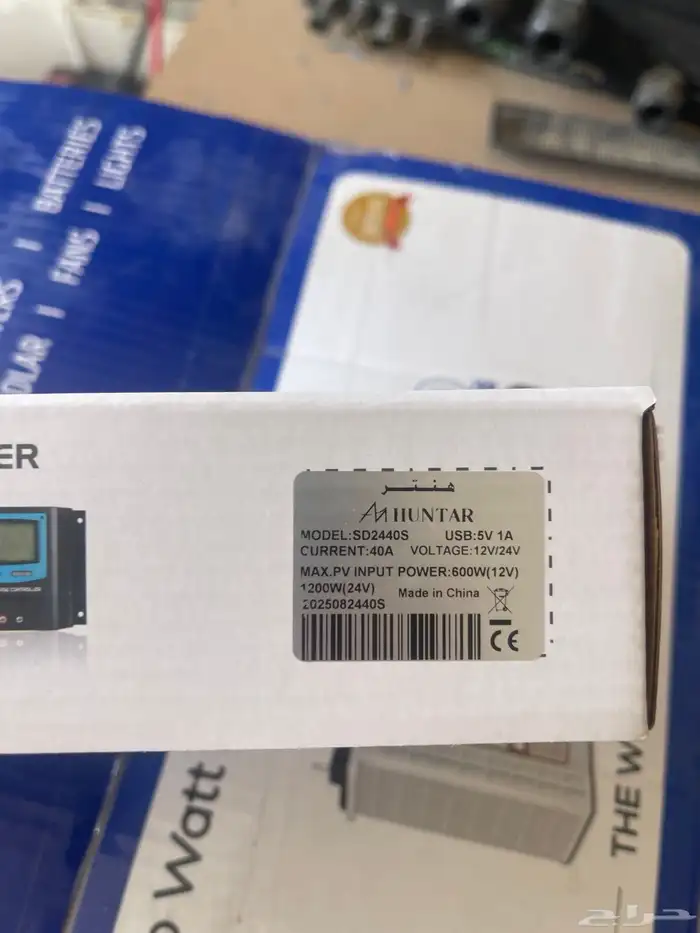 BATTERIES
I
LIGHTS
I
FANS
I
ER
هنتر
HUNTAR
MODEL:SD2440S USB:5V 1A
CURRENT:40A VOLTAGE:12V/24V
MAX.PV INPUT POWER:600W(12V)
1200W(24V) Made in China
2025082440S
CE
Watt
THE W
حراج